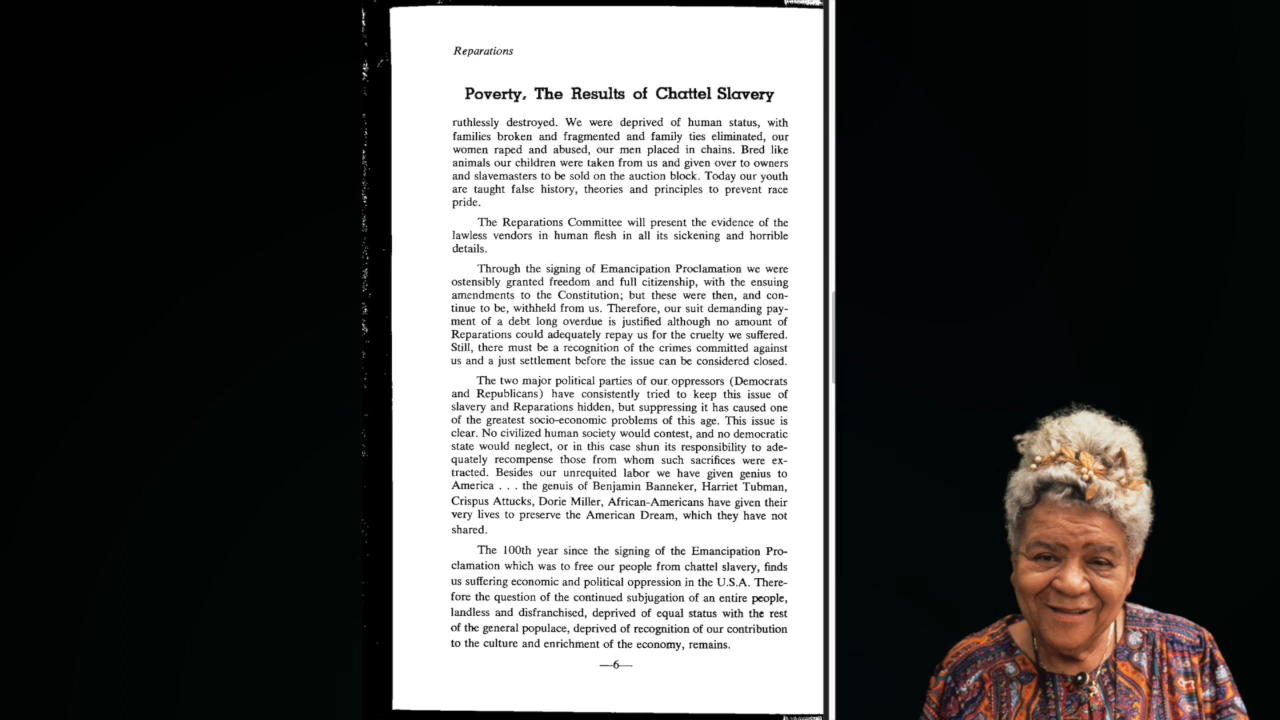 Reparations
Poverty, The Results of Chattel Slavery
ruthlessly destroyed. We were deprived of human status, with
families broken and fragmented and family ties eliminated, our
women raped and abused, our men placed in chains. Bred like
animals our children were taken from us and given over to owners
and slavemasters to be sold on the auction block. Today our youth
are taught false history, theories and principles to prevent race
pride.
The Reparations Committee will present the evidence of the
lawless vendors in human flesh in all its sickening and horrible
details.
Through the signing of Emancipation Proclamation we were
ostensibly granted freedom and full citizenship, with the ensuing
amendments to the Constitution; but these were then, and con-
tinue to be, withheld from us. Therefore, our suit demanding pay-
ment of a debt long overdue is justified although no amount of
Reparations could adequately repay us for the cruelty we suffered.
Still, there must be a recognition of the crimes committed against
us and a just settlement before the issue can be considered closed.
The two major political parties of our oppressors (Democrats
and Republicans) have consistently tried to keep this issue of
slavery and Reparations hidden, but suppressing it has caused one
of the greatest socio-economic problems of this age. This issue is
clear. No civilized human society would contest, and no democratic
state would neglect, or in this case shun its responsibility to ade-
quately recompense those from whom such sacrifices were ex-
tracted. Besides our unrequited labor we have given genius to
America . . . the genuis of Benjamin Banneker, Harriet Tubman,
Crispus Attucks, Dorie Miller, African-Americans have given their
very lives to preserve the American Dream, which they have not
shared.
The 100th year since the signing of the Emancipation Pro-
clamation which was to free our people from chattel slavery, finds
us suffering economic and political oppression in the U.S.A. There-
fore the question of the continued subjugation of an entire people,
landless and disfranchised, deprived of equal status with the rest
of the general populace, deprived of recognition of our contribution
to the culture and enrichment of the economy, remains.
—6—